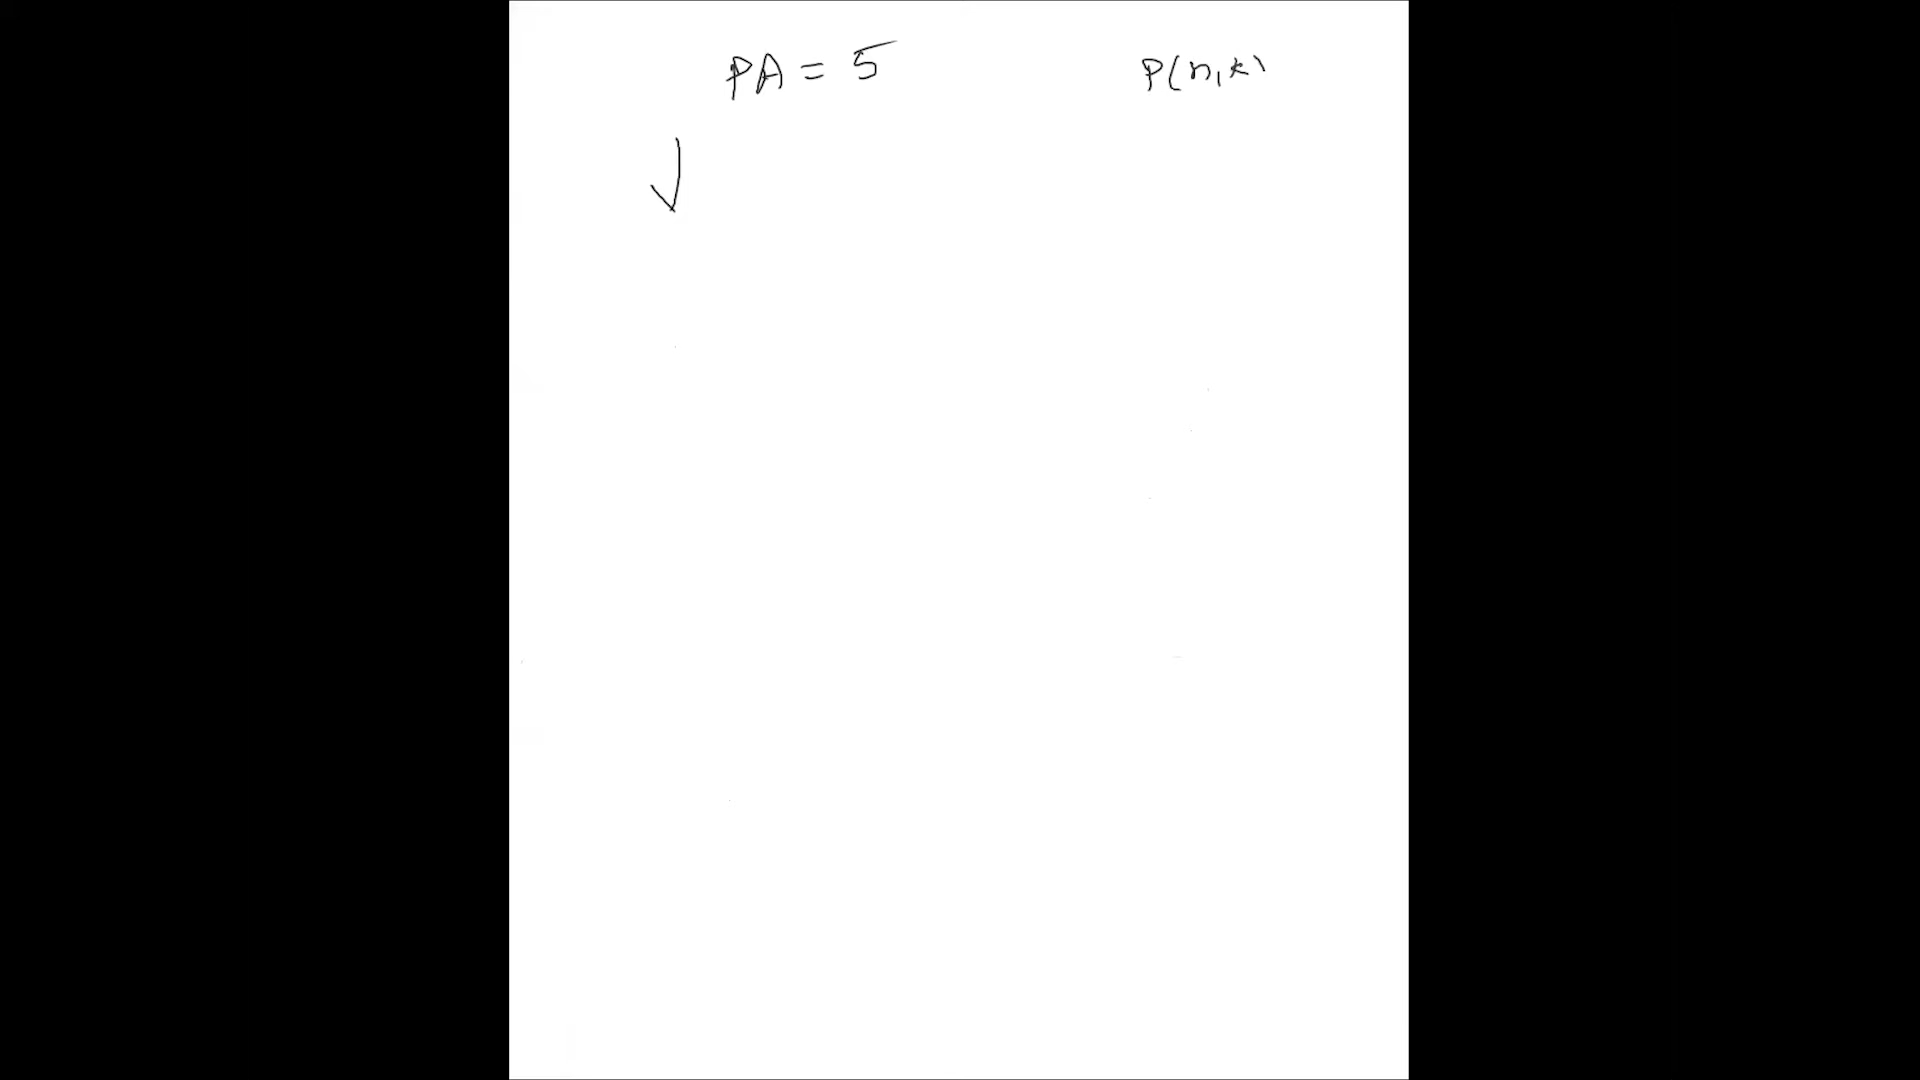 PA = 5 P(n,k)
√